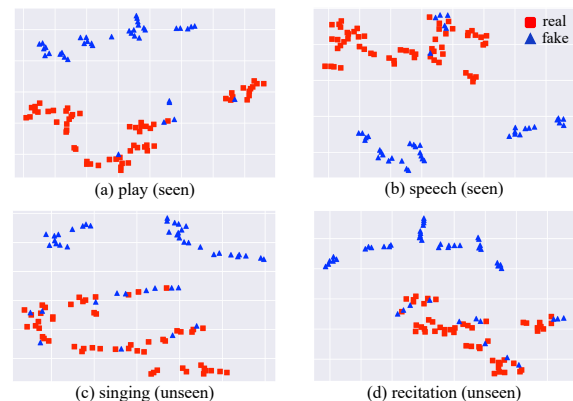 real
fake
(a) play (seen)
(b) speech (seen)
(c) singing (unseen)
(d) recitation (unseen)